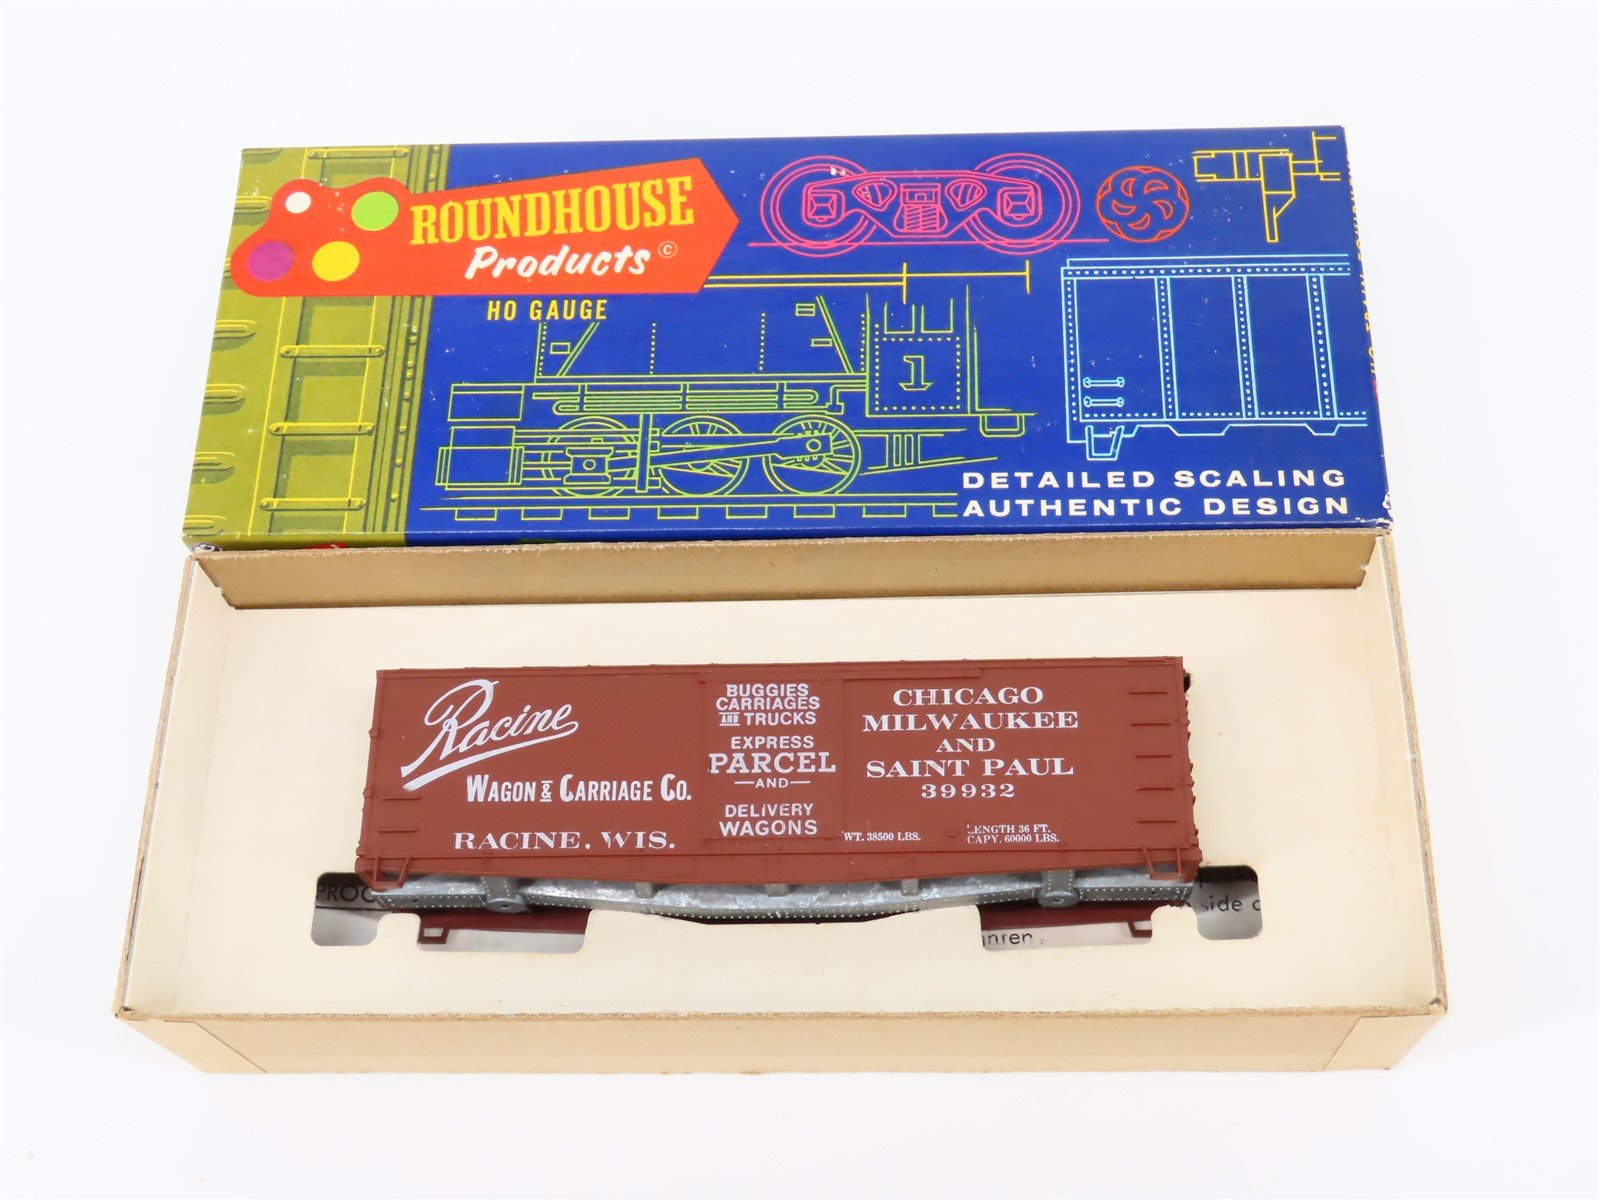 ROUNDHOUSE
Products ©
HO GAUGE
1
DETAILED SCALING
AUTHENTIC DESIGN
Racine
WAGON & CARRIAGE CO.
RACINE, WIS.
BUGGIES
CARRIAGES
AND TRUCKS
EXPRESS
PARCEL
—AND—
DELIVERY
WAGONS
CHICAGO
MILWAUKEE
AND
SAINT PAUL
39932
WT. 38500 LBS.
LENGTH 36 FT.
CAPY. 60000 LBS.
side